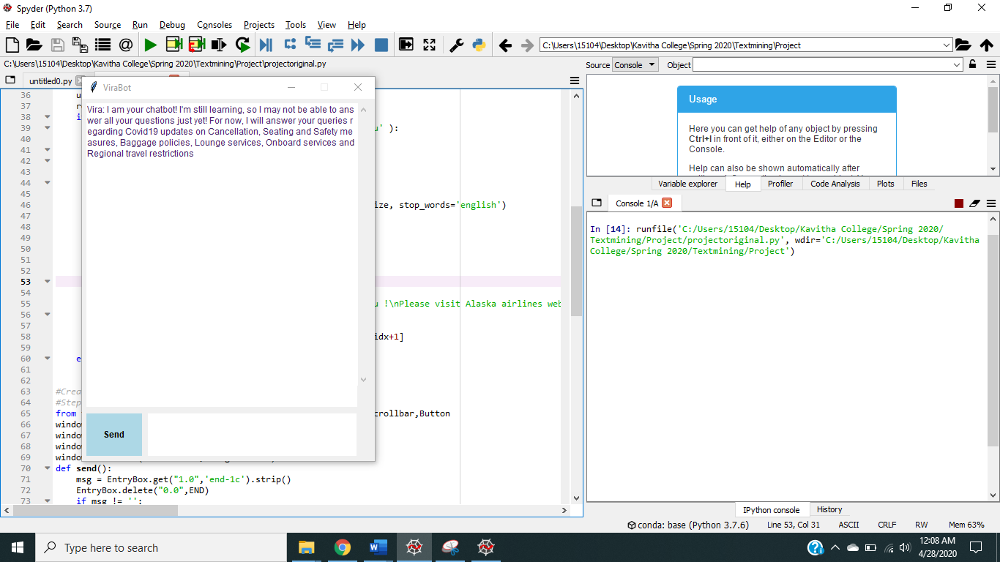 Spyder (Python 3.7)
File Edit Search Source Run Debug Consoles Projects Tools View Help
C:\Users\15104\Desktop\Kavitha College\Spring 2020\Textmining\Project
C:\Users\15104\Desktop\Kavitha College\Spring 2020\Textmining\Project\projectoriginal.py
untitled0.py
ViraBot
Vira: I am your chatbot! I'm still learning, so I may not be able to ans
wer all your questions just yet! For now, I will answer your queries r
egarding Covid19 updates on Cancellation, Seating and Safety me
asures, Baggage policies, Lounge services, Onboard services and
Regional travel restrictions
Send
36 u
37 r
38 i
39 u' ):
40
41
42
43
44
45
46 ize, stop_words='english')
47
48
49
50
51
52
53
54
55 u !\nPlease visit Alaska airlines web
56
57
58 idx+1]
59
60 e
61
62
63 #Crea
64 #Step
65 from crollbar,Button
66 window
67 window
68 window
69 window
70 def send():
71 msg = EntryBox.get("1.0",'end-1c').strip()
72 EntryBox.delete("0.0",END)
73 if msg != '':
Source Console Object
Usage
Here you can get help of any object by pressing
Ctrl+I in front of it, either on the Editor or the
Console.
Help can also be shown automatically after
Variable explorer Help Profiler Code Analysis Plots Files
Console 1/A
In [14]: runfile('C:/Users/15104/Desktop/Kavitha College/Spring 2020/
Textmining/Project/projectoriginal.py', wdir='C:/Users/15104/Desktop/Kavitha
College/Spring 2020/Textmining/Project')
IPython console History
conda: base (Python 3.7.6) Line 53, Col 31 ASCII CRLF RW Mem 63%
Type here to search
12:08 AM
4/28/2020